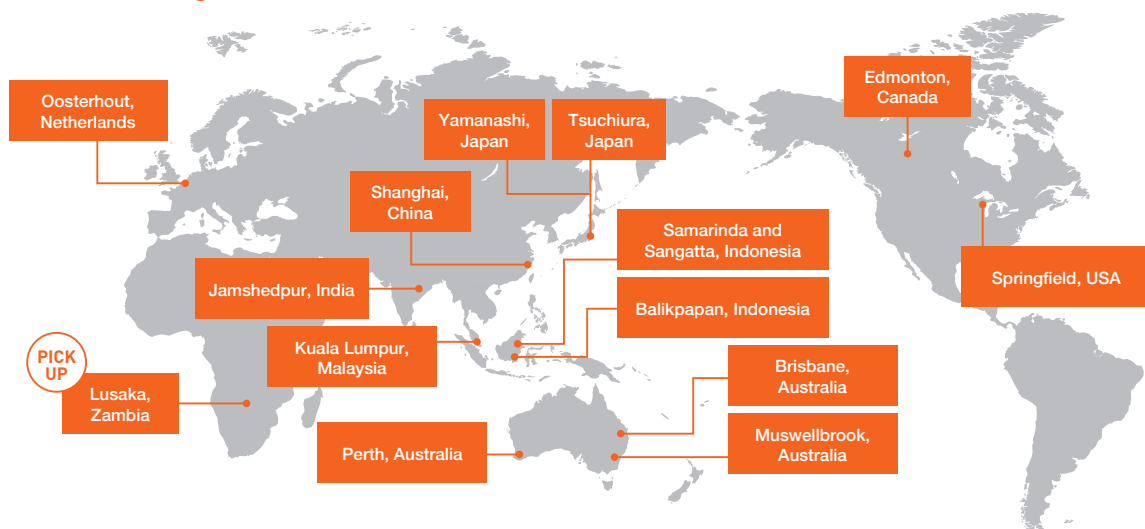 Oosterhout,
Netherlands
Yamanashi,
Japan
Tsuchiura,
Japan
Edmonton,
Canada
Shanghai,
China
Samarinda and
Sangatta, Indonesia
Springfield, USA
Jamshedpur, India
Balikpapan, Indonesia
Kuala Lumpur,
Malaysia
PICK
UP
Lusaka,
Zambia
Brisbane,
Australia
Perth, Australia
Muswellbrook,
Australia